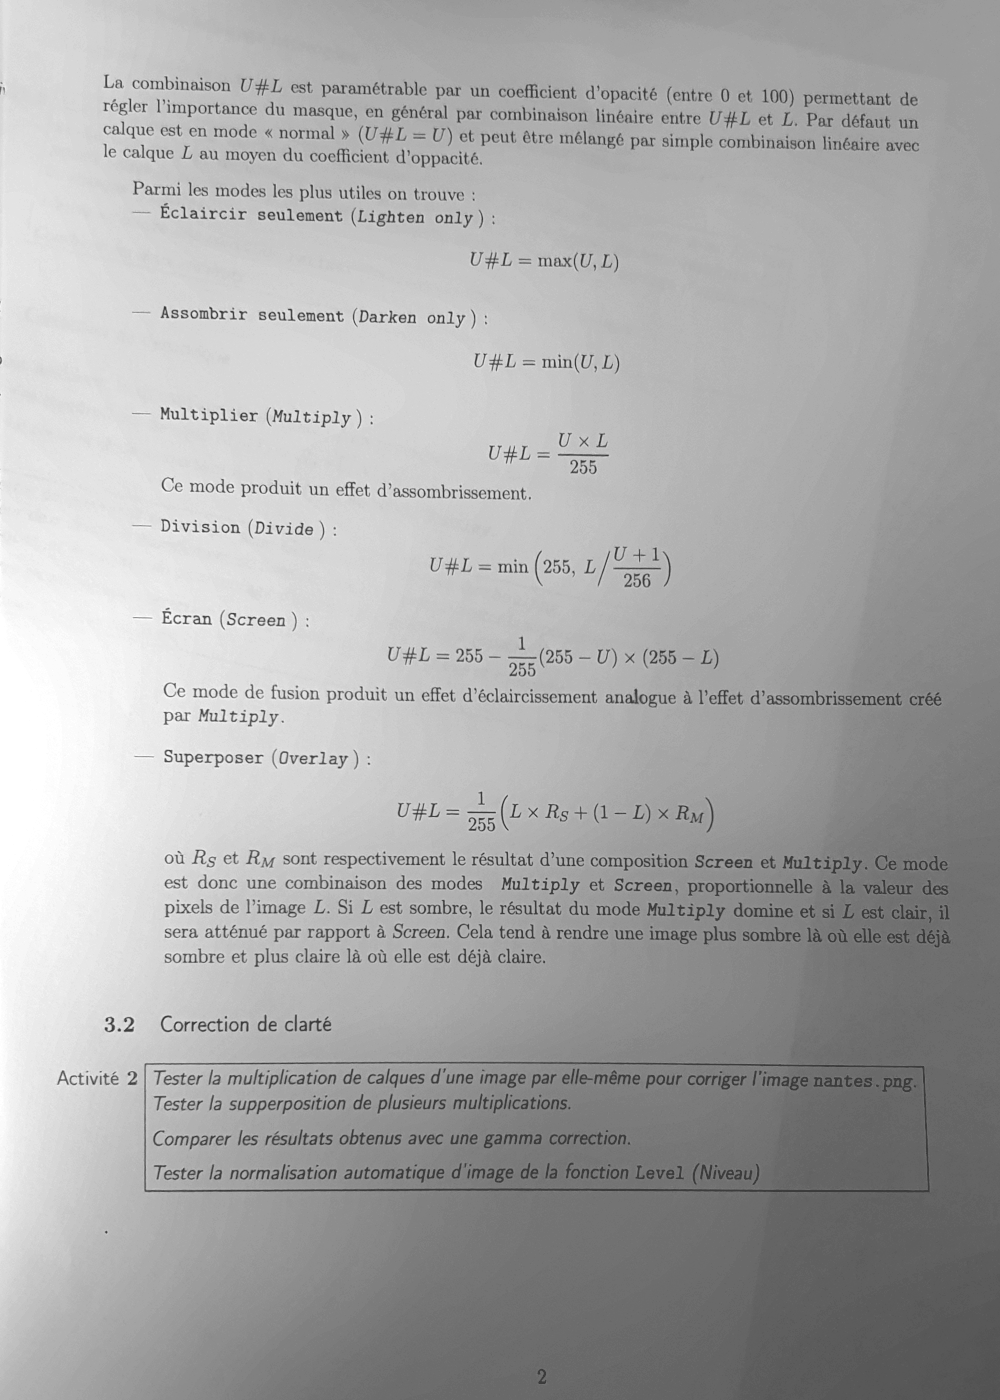 La combinaison U#L est paramétrable par un coefficient d'opacité (entre 0 et 100) permettant de
régler l'importance du masque, en général par combinaison linéaire entre U#L et L. Par défaut un
calque est en mode « normal » (U#L = U) et peut être mélangé par simple combinaison linéaire avec
le calque L au moyen du coefficient d'oppacité.
Parmi les modes les plus utiles on trouve :
— Éclaircir seulement (Lighten only) :
U#L = max(U, L)
— Assombrir seulement (Darken only) :
U#L = min(U, L)
— Multiplier (Multiply) :
U#L = \frac{U × L}{255}
Ce mode produit un effet d'assombrissement.
— Division (Divide) :
U#L = min (255, L/\frac{U + 1}{256})
— Écran (Screen) :
U#L = 255 − \frac{1}{255}(255 − U) × (255 − L)
Ce mode de fusion produit un effet d'éclaircissement analogue à l'effet d'assombrissement créé
par Multiply.
— Superposer (Overlay) :
U#L = \frac{1}{255}(L × R_S + (1 − L) × R_M)
où R_S et R_M sont respectivement le résultat d'une composition Screen et Multiply. Ce mode
est donc une combinaison des modes Multiply et Screen, proportionnelle à la valeur des
pixels de l'image L. Si L est sombre, le résultat du mode Multiply domine et si L est clair, il
sera atténué par rapport à Screen. Cela tend à rendre une image plus sombre là où elle est déjà
sombre et plus claire là où elle est déjà claire.
3.2 Correction de clarté
Activité 2 Tester la multiplication de calques d'une image par elle-même pour corriger l'image nantes.png.
Tester la supperposition de plusieurs multiplications.
Comparer les résultats obtenus avec une gamma correction.
Tester la normalisation automatique d'image de la fonction Level (Niveau)
2